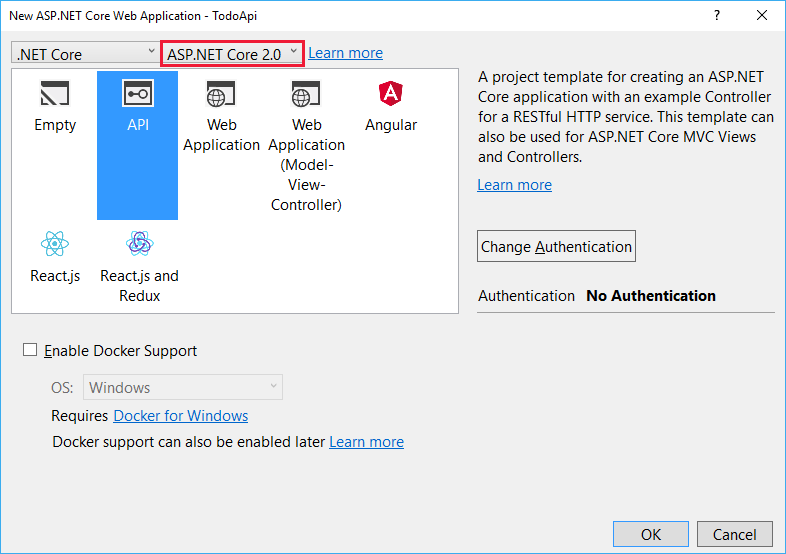 New ASP.NET Core Web Application - TodoApi
?
.NET Core
ASP.NET Core 2.0
Learn more
Empty
API
Web
Application
Web
Application
(Model-
View-
Controller)
Angular
React.js
React.js and
Redux
A project template for creating an ASP.NET
Core application with an example Controller
for a RESTful HTTP service. This template can
also be used for ASP.NET Core MVC Views
and Controllers.
Learn more
Change Authentication
Authentication No Authentication
Enable Docker Support
OS: Windows
Requires Docker for Windows
Docker support can also be enabled later Learn more
OK
Cancel